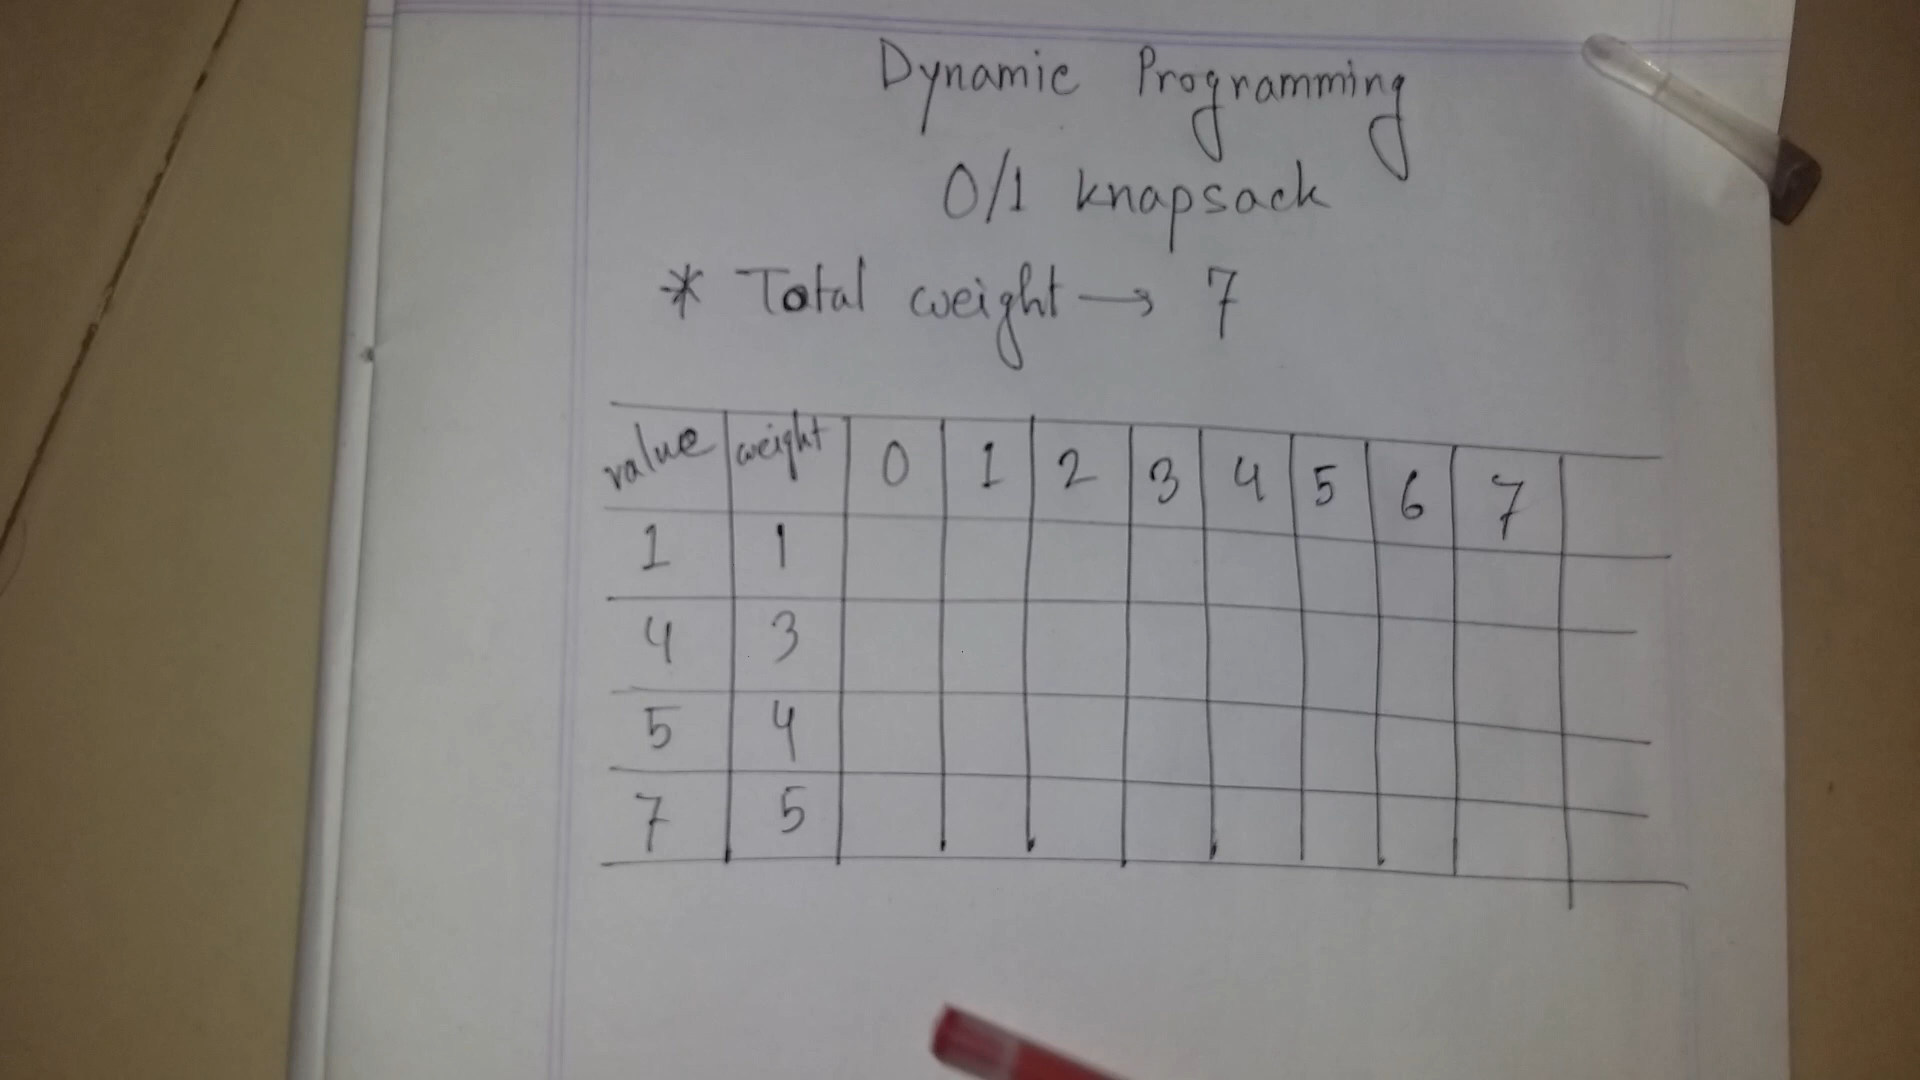 Dynamic Programming
0/1 knapsack
* Total weight → 7
value weight 0 1 2 3 4 5 6 7
1 1
4 3
5 4
7 5